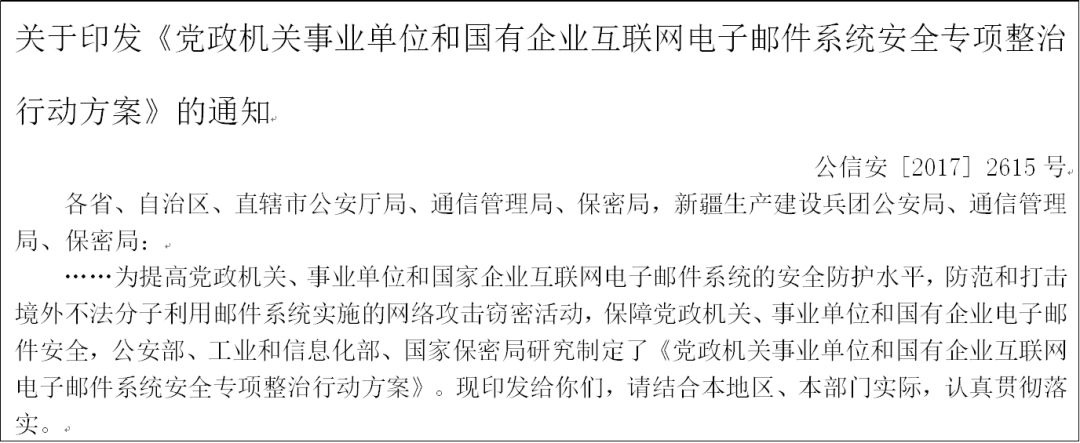 关于印发《党政机关事业单位和国有企业互联网电子邮件系统安全专项整治
行动方案》的通知
公信安［2017］2615 号
各省、自治区、直辖市公安厅局、通信管理局、保密局，新疆生产建设兵团公安局、通信管理
局、保密局：
……为提高党政机关、事业单位和国家企业互联网电子邮件系统的安全防护水平，防范和打击
境外不法分子利用邮件系统实施的网络攻击窃密活动，保障党政机关、事业单位和国有企业电子邮
件安全，公安部、工业和信息化部、国家保密局研究制定了《党政机关事业单位和国有企业互联网
电子邮件系统安全专项整治行动方案》。现印发给你们，请结合本地区、本部门实际，认真贯彻落
实。